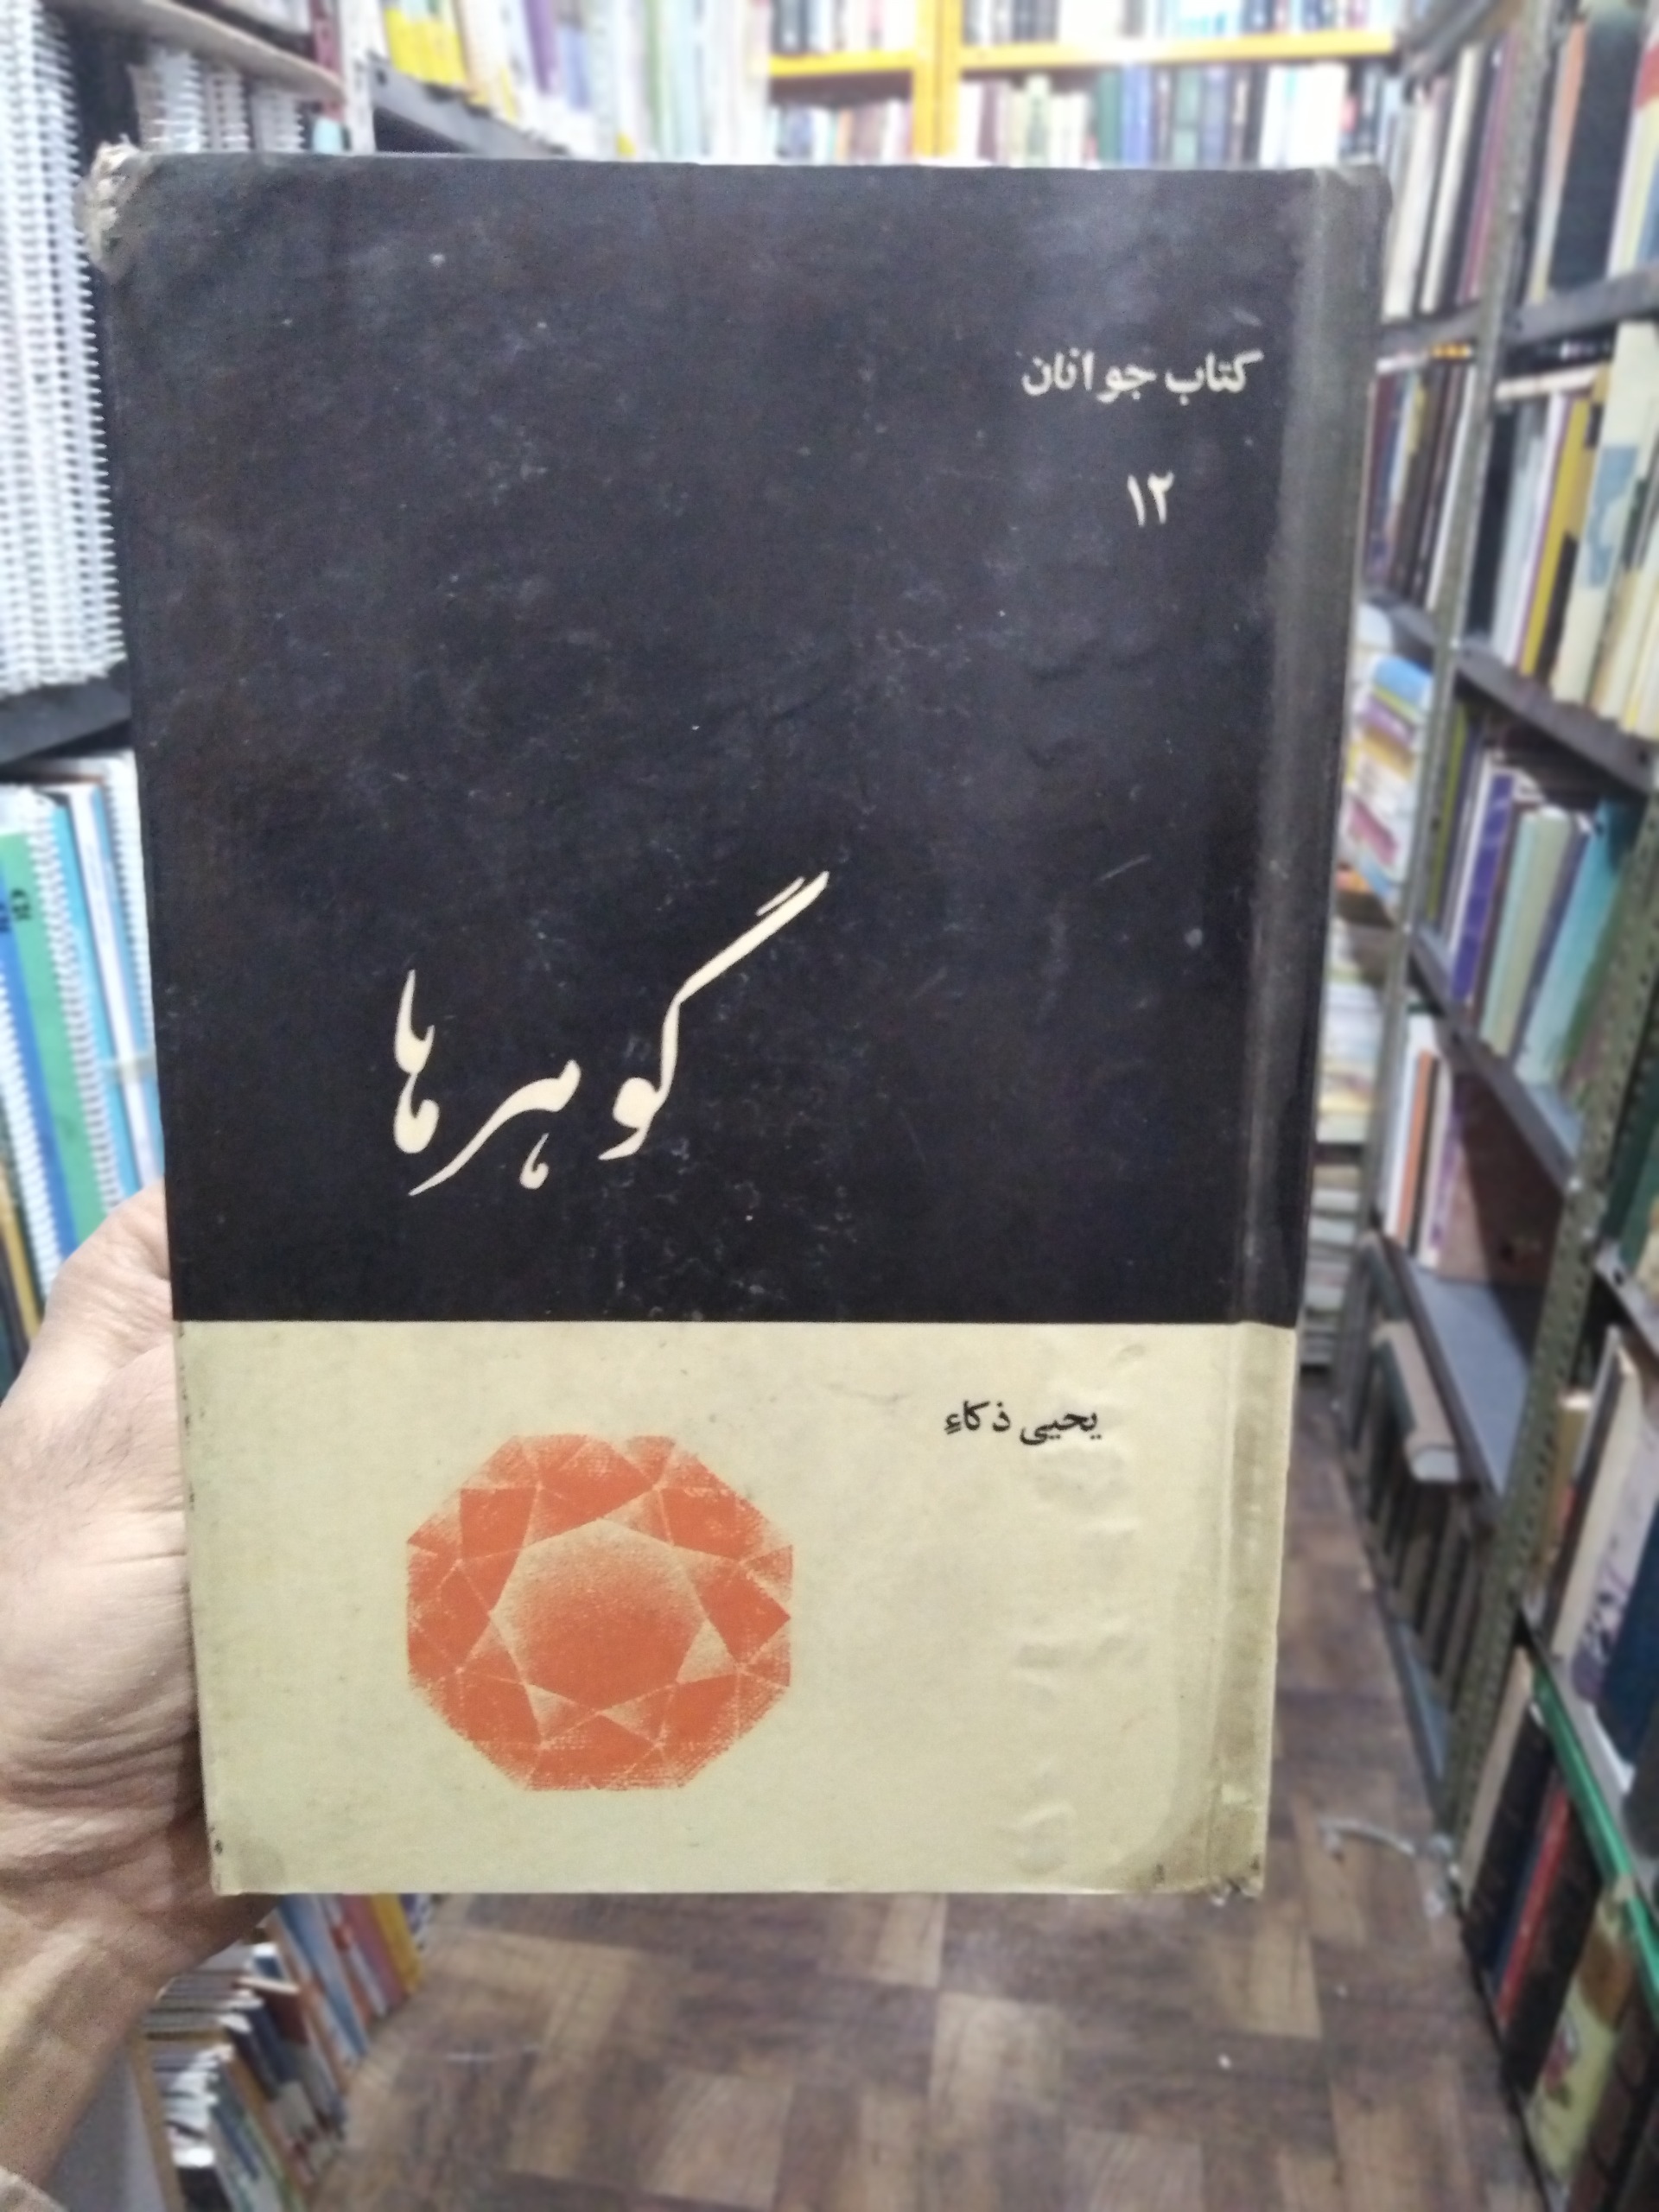 کتاب جوانان
۱۲
گوهرها
یحیی ذکاء